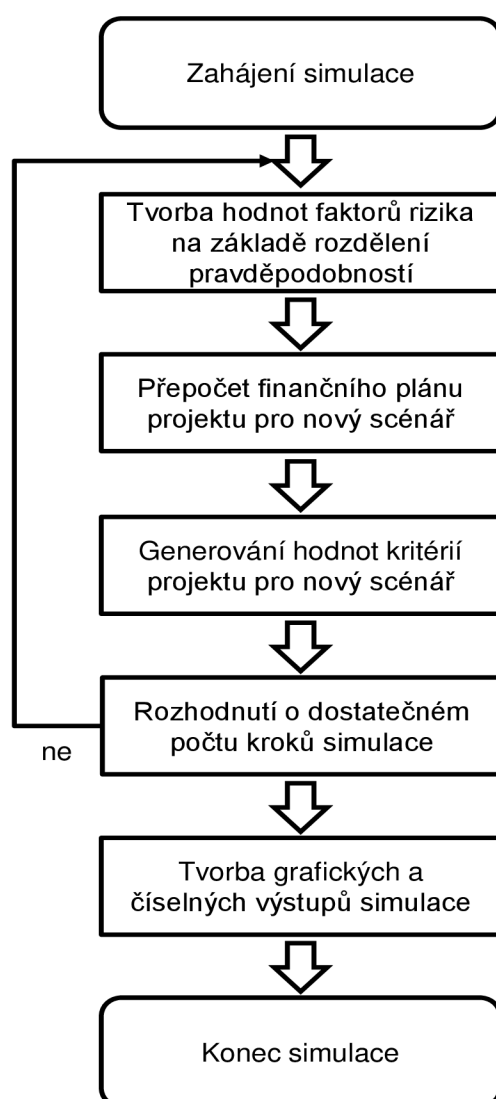 Zahájení simulace
Tvorba hodnot faktorů rizika
na základě rozdělení
pravděpodobností
Přepočet finančního plánu
projektu pro nový scénář
Generování hodnot kritérií
projektu pro nový scénář
Rozhodnutí o dostatečném
počtu kroků simulace
ne
Tvorba grafických a
číselných výstupů simulace
Konec simulace